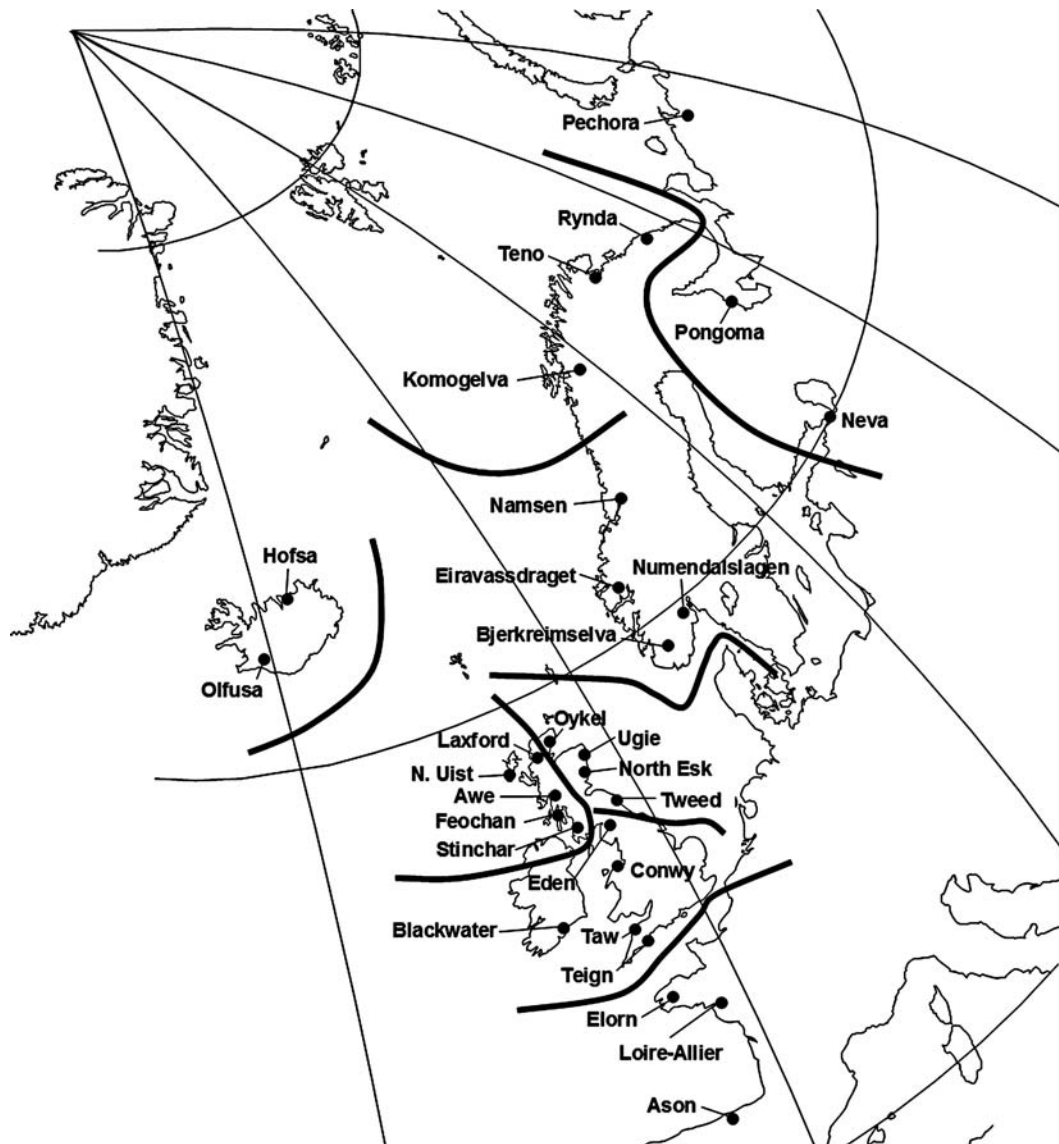 Pechora
Rynda
Teno
Pongoma
Komogelva
Neva
Namsen
Hofsa
Eiravassdraget
Numendalslagen
Bjerkreimselva
Olfusa
Oykel
Laxford
Ugie
N. Uist
North Esk
Awe
Tweed
Feochan
Stinchar
Eden
Conwy
Blackwater
Taw
Teign
Elorn
Loire-Allier
Ason